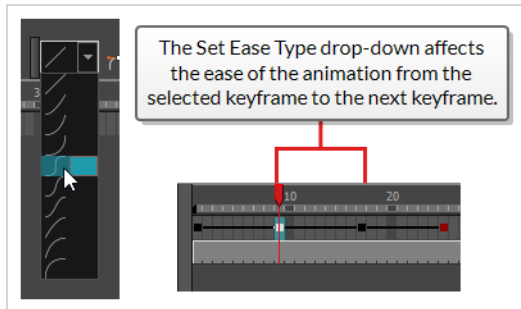 The Set Ease Type drop-down affects
the ease of the animation from the
selected keyframe to the next keyframe.
3
10
20